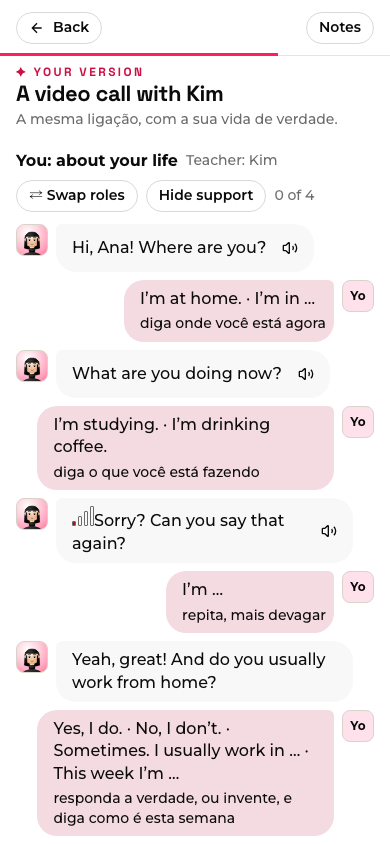 ← Back
Notes
✦ YOUR VERSION
A video call with Kim
A mesma ligação, com a sua vida de verdade.
You: about your life Teacher: Kim
⇄ Swap roles
Hide support
0 of 4
Hi, Ana! Where are you?
I’m at home. · I’m in ...
diga onde você está agora
Yo
What are you doing now?
I’m studying. · I’m drinking
coffee.
diga o que você está fazendo
Yo
Sorry? Can you say that
again?
I’m ...
repita, mais devagar
Yo
Yeah, great! And do you usually
work from home?
Yes, I do. · No, I don’t. ·
Sometimes. I usually work in ... ·
This week I’m ...
responda a verdade, ou invente, e
diga como é esta semana
Yo